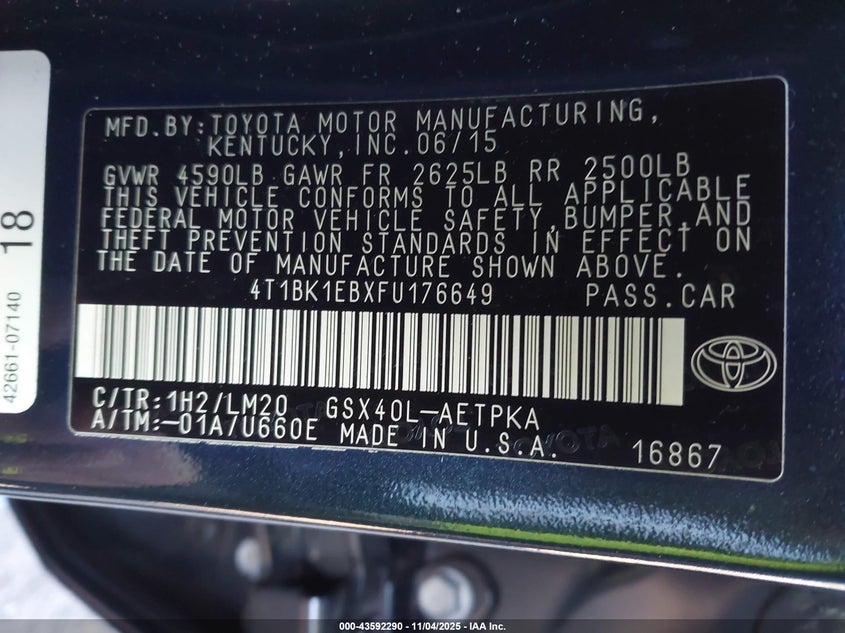 MFD.BY:TOYOTA MOTOR MANUFACTURING,
KENTUCKY,INC.06/15
GVWR 4590LB GAWR FR 2625LB RR 2500LB
THIS VEHICLE CONFORMS TO ALL APPLICABLE
FEDERAL MOTOR VEHICLE SAFETY,BUMPER,AND
THEFT PREVENTION STANDARDS IN EFFECT ON
THE DATE OF MANUFACTURE SHOWN ABOVE.
4T1BK1EBXFU176649 PASS.CAR
C/TR:1H2/LM20 GSX40L-AETPKA
A/TM:-01A/U660E MADE IN U.S.A.
16867
18
42661-07140
000-43592290 - 11/04/2025 - IAA Inc.